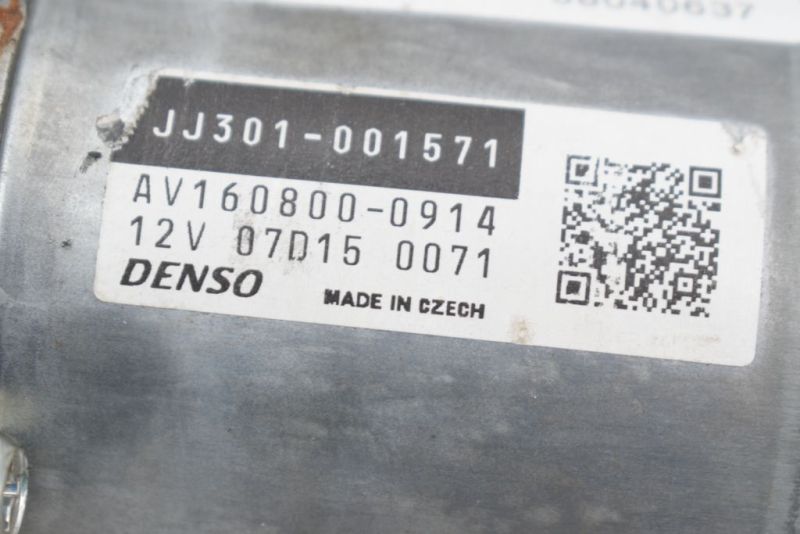 JJ301-001571
AV160800-0914
12V 07D15 0071
DENSO
MADE IN CZECH